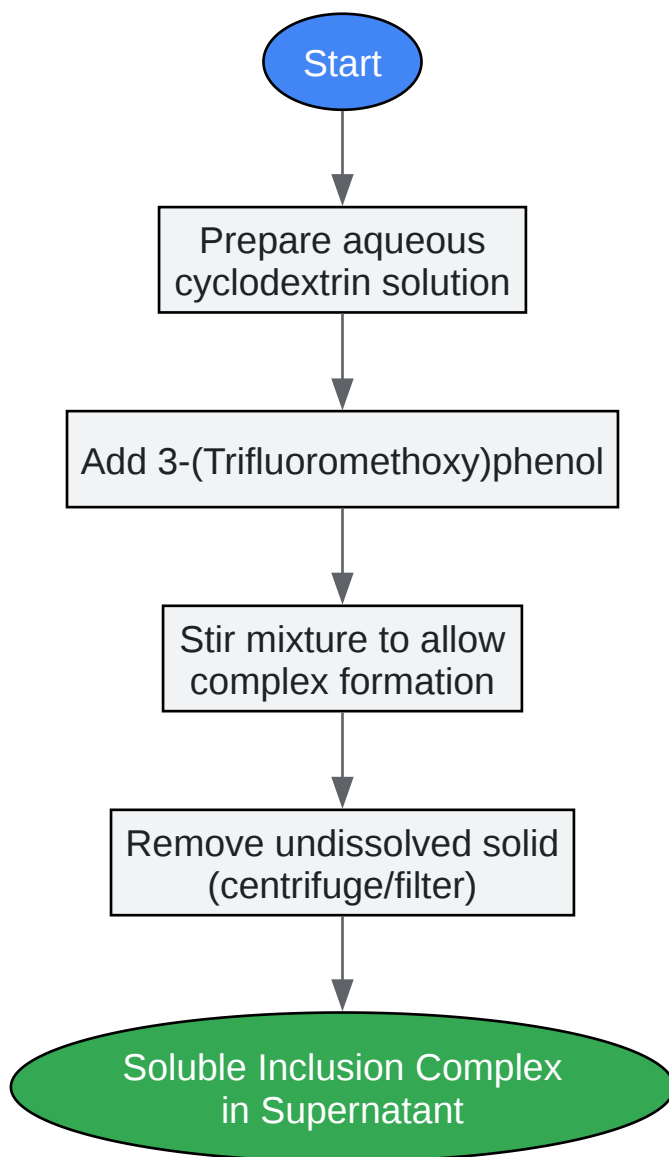 Start
Prepare aqueous
cyclodextrin solution
Add 3-(Trifluoromethoxy)phenol
Stir mixture to allow
complex formation
Remove undissolved solid
(centrifuge/filter)
Soluble Inclusion Complex
in Supernatant